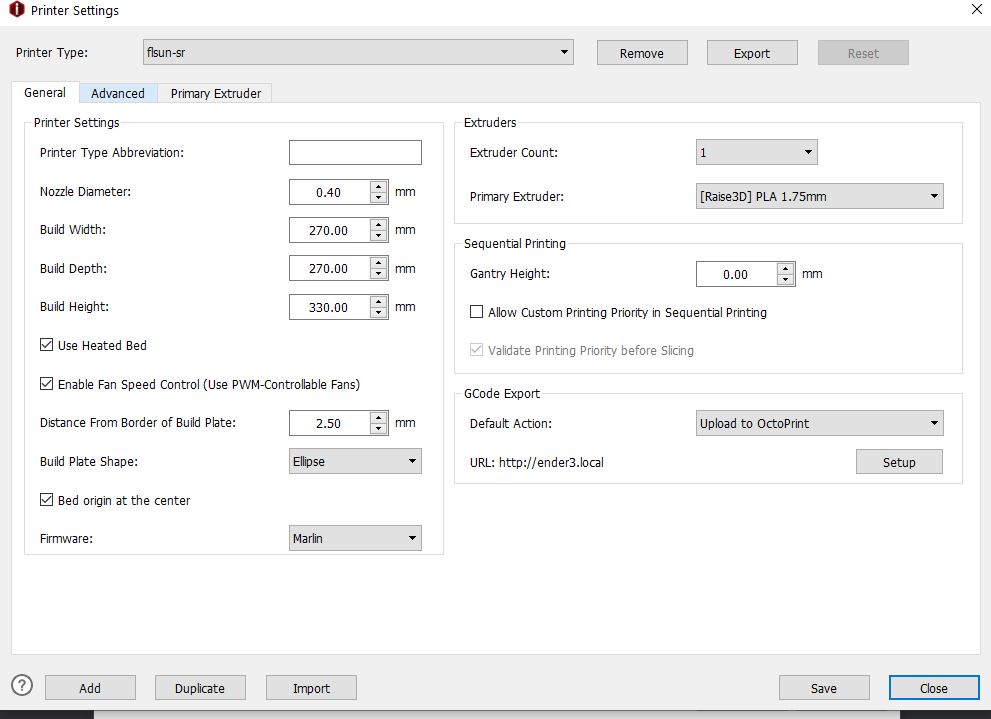 Printer Settings
Printer Type: flsun-sr Remove Export Reset
General Advanced Primary Extruder
Printer Settings
Printer Type Abbreviation:
Nozzle Diameter: 0.40 mm
Build Width: 270.00 mm
Build Depth: 270.00 mm
Build Height: 330.00 mm
Use Heated Bed
Enable Fan Speed Control (Use PWM-Controllable Fans)
Distance From Border of Build Plate: 2.50 mm
Build Plate Shape: Ellipse
Bed origin at the center
Firmware: Marlin
Extruders
Extruder Count: 1
Primary Extruder: [Raise3D] PLA 1.75mm
Sequential Printing
Gantry Height: 0.00 mm
Allow Custom Printing Priority in Sequential Printing
Validate Printing Priority before Slicing
GCode Export
Default Action: Upload to OctoPrint
URL: http://ender3.local Setup
? Add Duplicate Import Save Close